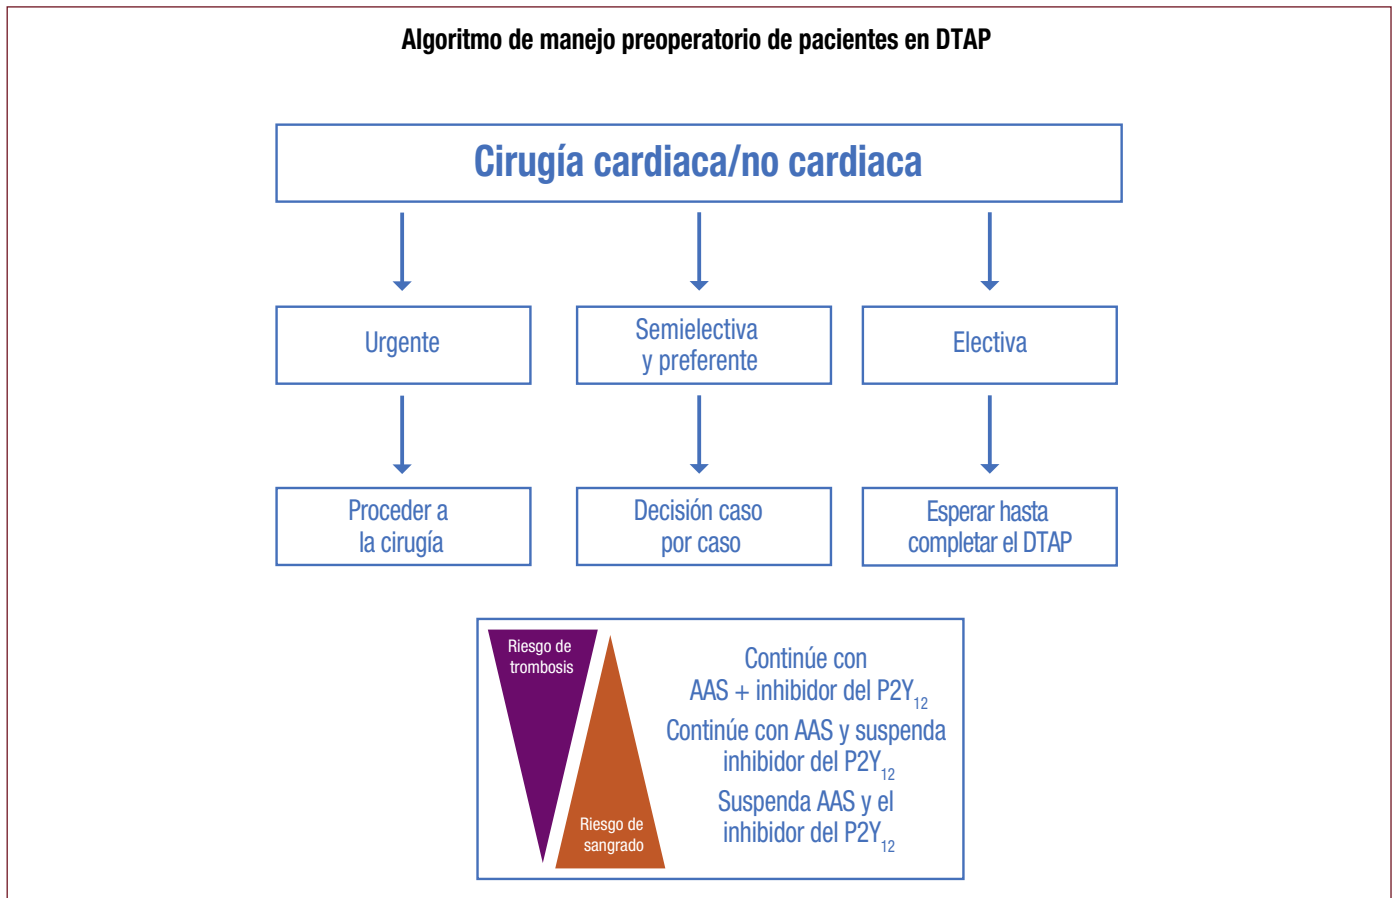 Algoritmo de manejo preoperatorio de pacientes en DTAP
Cirugía cardiaca/no cardiaca
Urgente
Semielectiva
y preferente
Electiva
Proceder a
la cirugía
Decisión caso
por caso
Esperar hasta
completar el DTAP
Riesgo de
trombosis
Riesgo de
sangrado
Continúe con
AAS + inhibidor del P2Y₁₂
Continúe con AAS y suspenda
inhibidor del P2Y₁₂
Suspenda AAS y el
inhibidor del P2Y₁₂